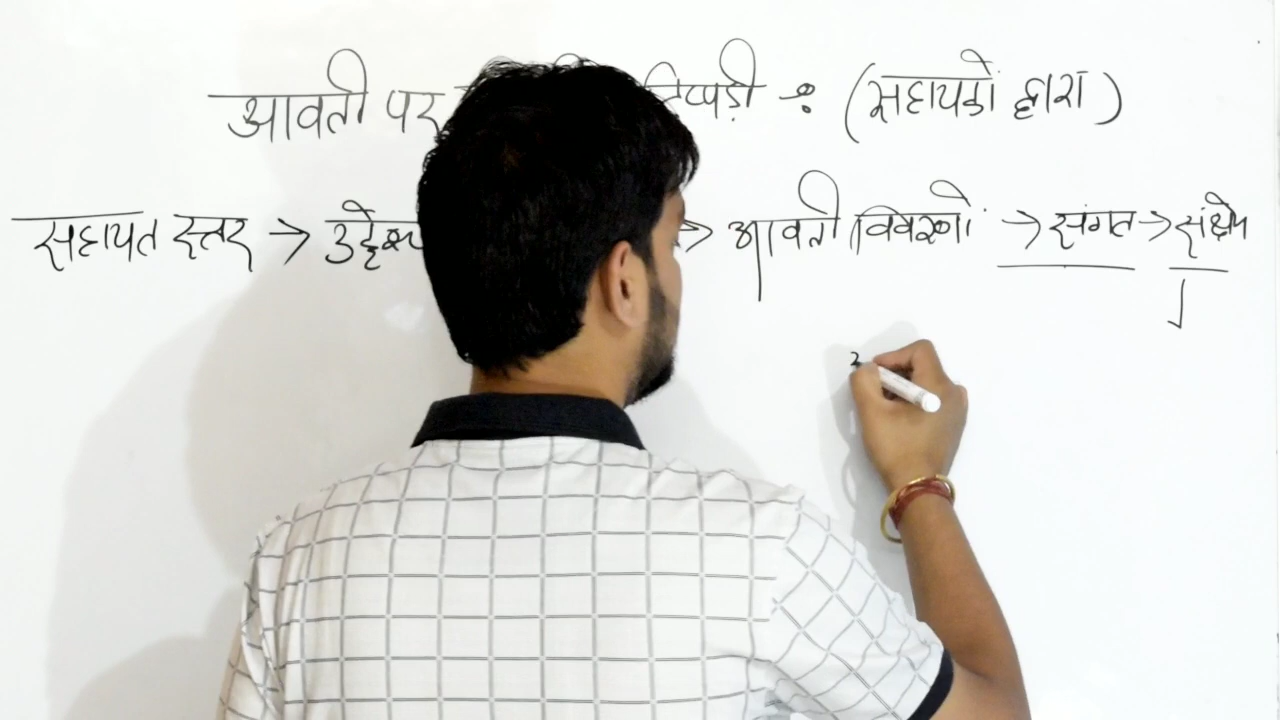 आवती पर टिप्पड़ी :- (सहायकों द्वारा)
सहायक स्तर → उद्देश्य → आवती विवरणों → संगत → संक्षेप